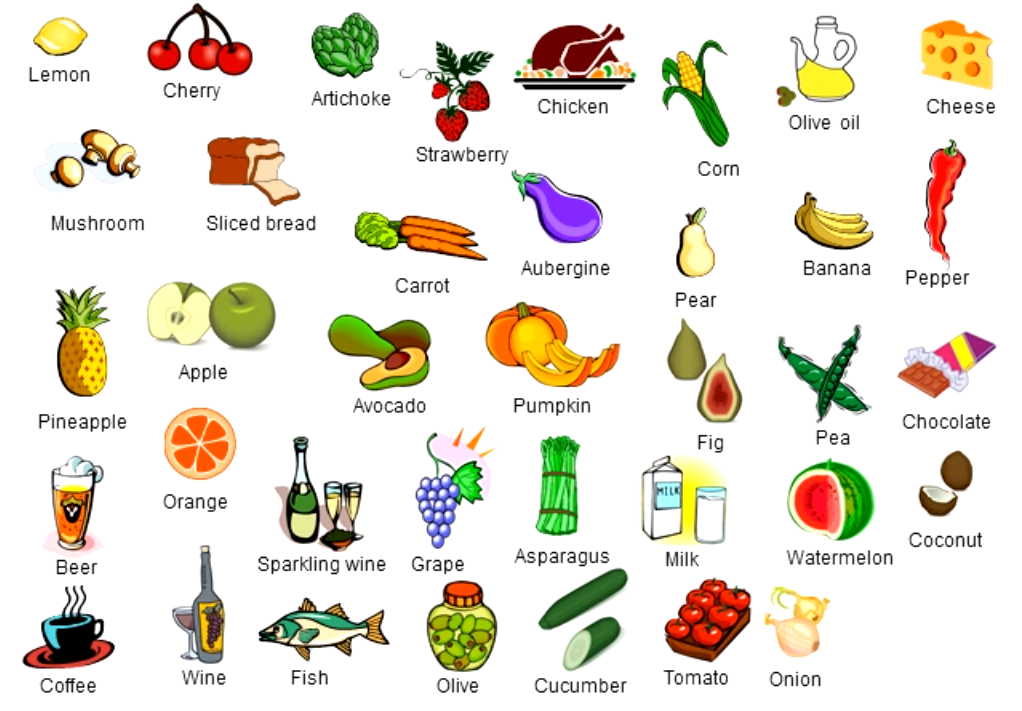 Lemon
Cherry
Artichoke
Strawberry
Chicken
Corn
Olive oil
Cheese
Mushroom
Sliced bread
Carrot
Aubergine
Pear
Banana
Pepper
Pineapple
Apple
Avocado
Pumpkin
Fig
Pea
Chocolate
Orange
Beer
Sparkling wine
Grape
Asparagus
MILK
Milk
Watermelon
Coconut
Coffee
Wine
Fish
Olive
Cucumber
Tomato
Onion